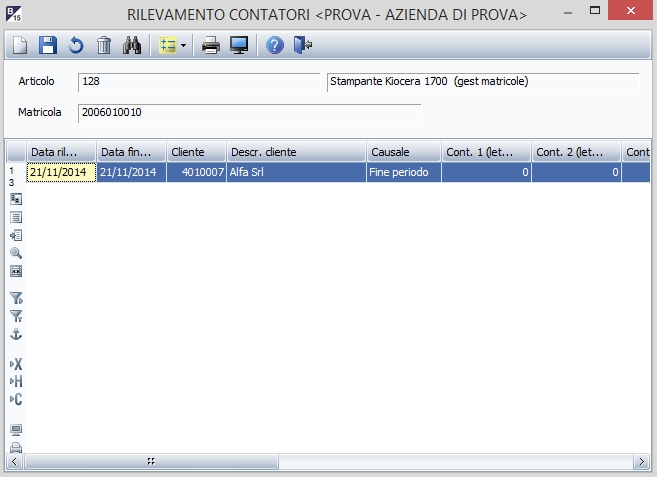 B
15
RILEVAMENTO CONTATORI <PROVA - AZIENDA DI PROVA>
Articolo 128 Stampante Kiocera 1700 (gest matricole)
Matricola 2006010010
Data ril... Data fin... Cliente Descr. cliente Causale Cont. 1 (let... Cont. 2 (let... Cont
1 21/11/2014 21/11/2014 4010007 Alfa Srl Fine periodo 0 0
3
X
H
C